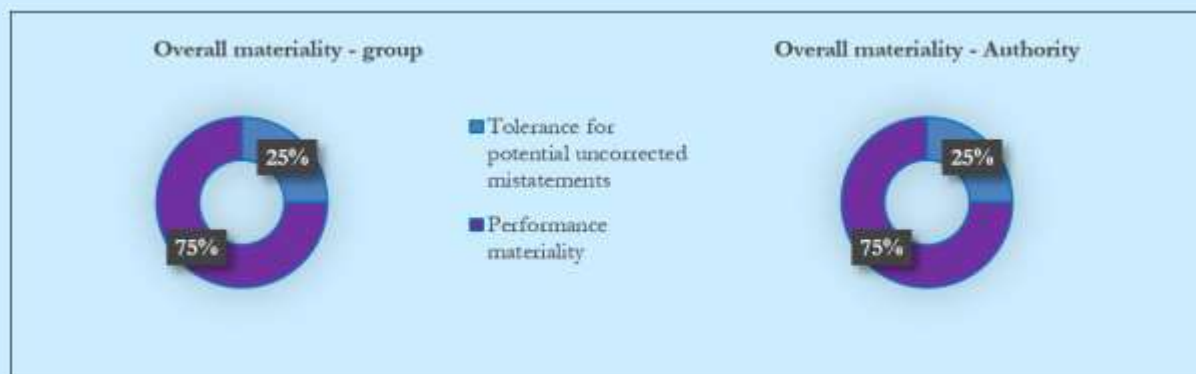 Overall materiality - group
25%
75%
Tolerance for
potential uncorrected
mistatements
Performance
materiality
Overall materiality - Authority
25%
75%